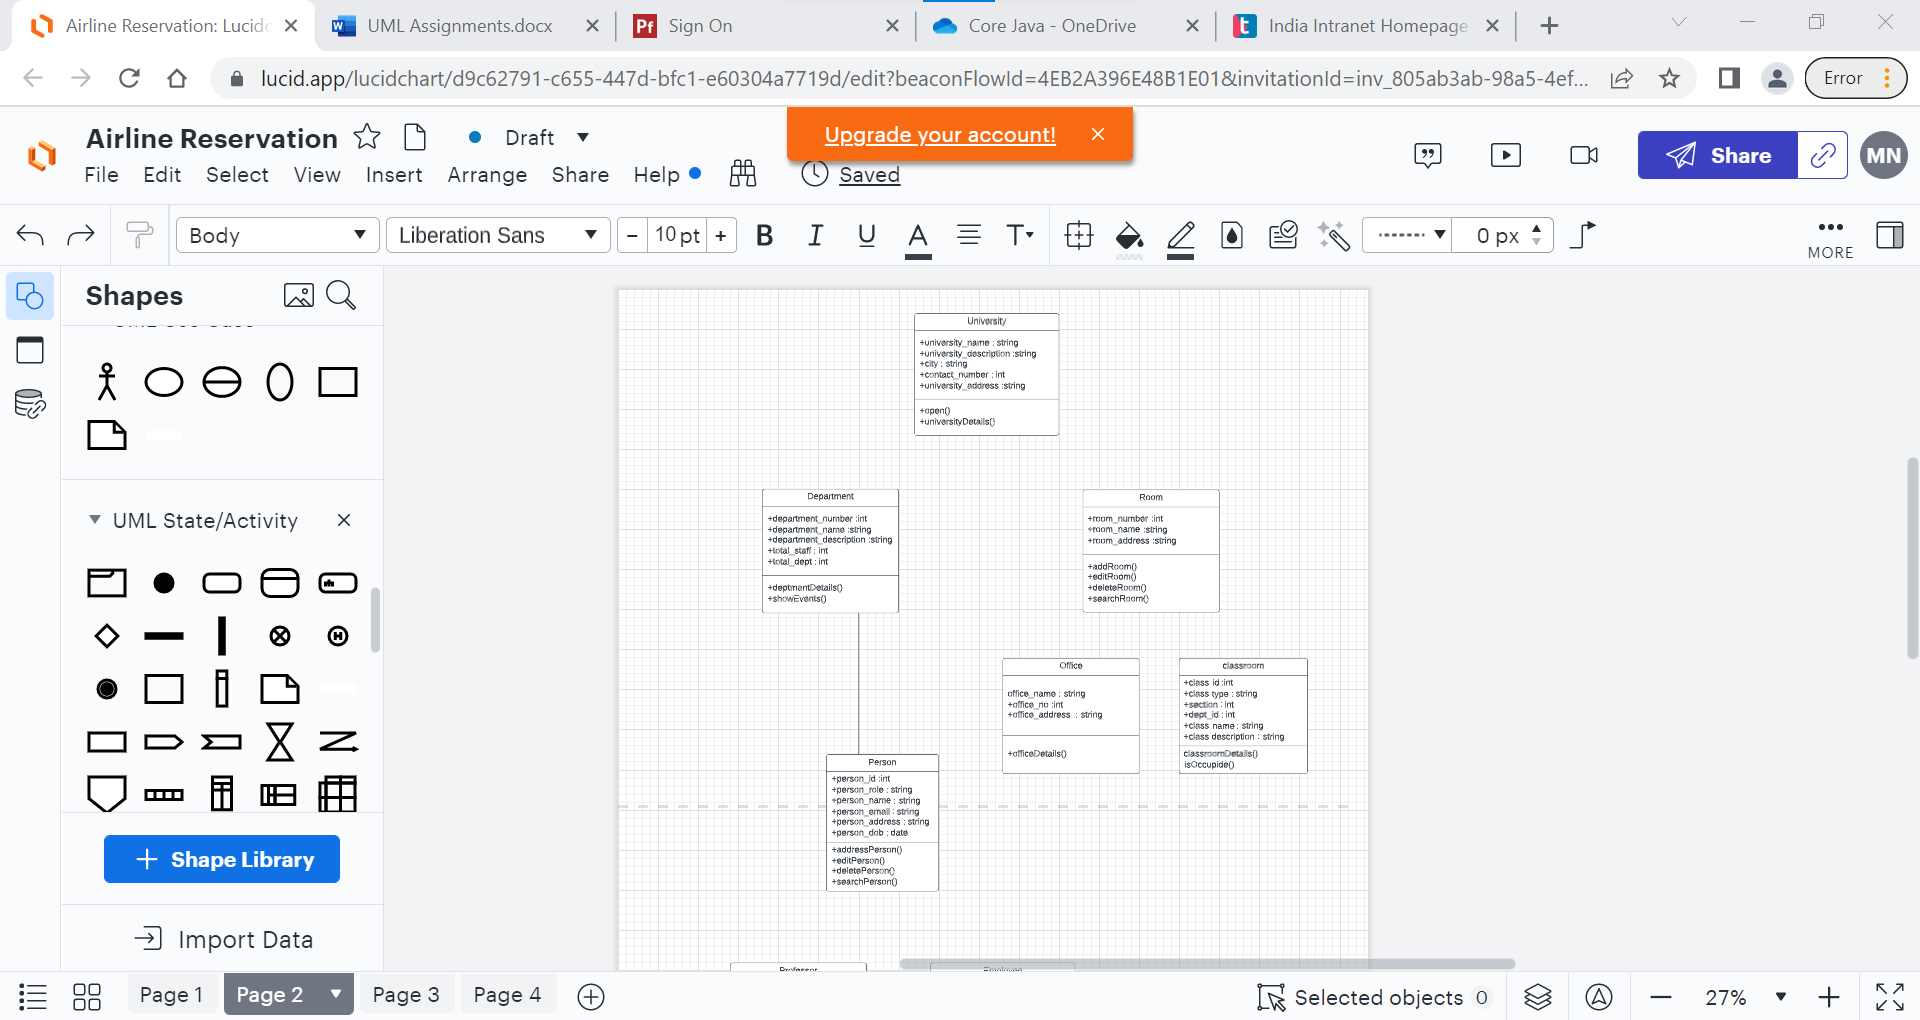 Airline Reservation: Lucidc
UML Assignments.docx
Pf Sign On
Core Java - OneDrive
India Intranet Homepage
lucid.app/lucidchart/d9c62791-c655-447d-bfc1-e60304a7719d/edit?beaconFlowId=4EB2A396E48B1E01&invitationId=inv_805ab3ab-98a5-4ef...
Error
Airline Reservation
Draft
Upgrade your account!
File Edit Select View Insert Arrange Share Help
Saved
Share
MN
Body
Liberation Sans
- 10 pt +
B I U A T
0 px
MORE
Shapes
UML State/Activity
Shape Library
Import Data
University
+university_name : string
+university_description :string
+city : string
+contact_number : int
+university_address :string
+open()
+universityDetails()
Department
+department_number :int
+department_name :string
+department_description :string
+total_staff : int
+total_dept : int
+deptmantDetails()
+showEvents()
Room
+room_number :int
+room_name :string
+room_address :string
+addRoom()
+editRoom()
+deleteRoom()
+searchRoom()
Office
office_name : string
+office_no :int
+office_address : string
+officeDetails()
classroom
+class id :int
+class type : string
+section : int
+dept_id : int
+class name : string
+class description : string
classroomDetails()
isOccupide()
Person
+person_id :int
+person_role : string
+person_name : string
+person_email : string
+person_address : string
+person_dob : date
+addressPerson()
+editPerson()
+deletePerson()
+searchPerson()
Professor
Employee
Page 1
Page 2
Page 3
Page 4
Selected objects 0
27%